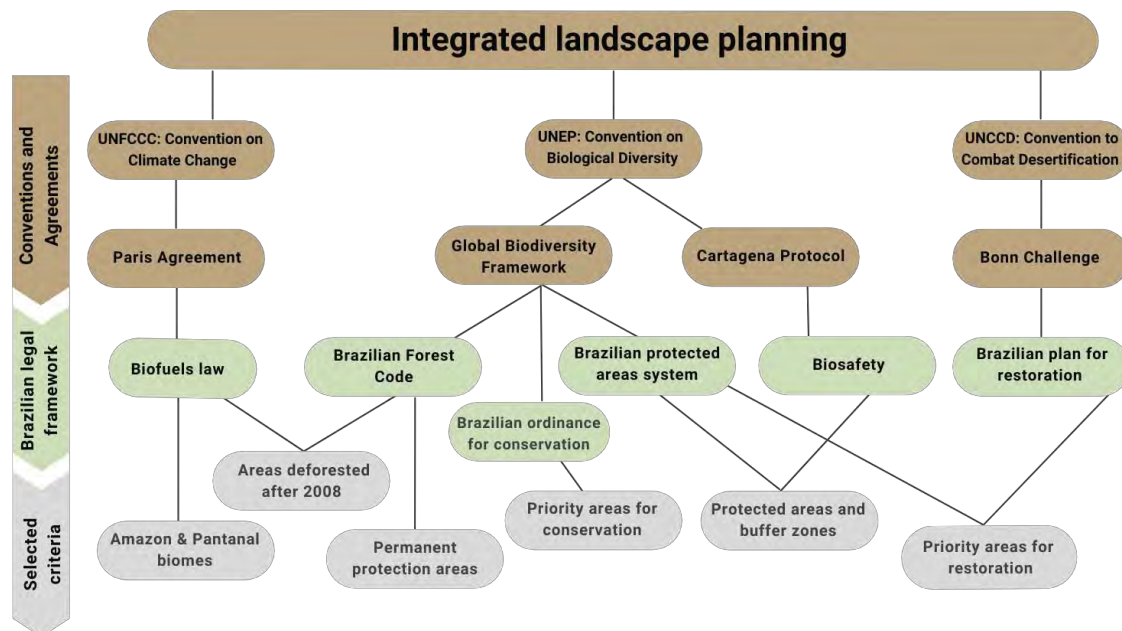 Integrated landscape planning
Conventions and
Agreements
UNFCCC: Convention on
Climate Change
UNEP: Convention on
Biological Diversity
UNCCD: Convention to
Combat Desertification
Paris Agreement
Global Biodiversity
Framework
Cartagena Protocol
Bonn Challenge
Brazilian legal
framework
Biofuels law
Brazilian Forest
Code
Brazilian protected
areas system
Biosafety
Brazilian plan for
restoration
Brazilian ordinance
for conservation
Selected
criteria
Areas deforested
after 2008
Priority areas for
conservation
Protected areas and
buffer zones
Amazon & Pantanal
biomes
Permanent
protection areas
Priority areas for
restoration